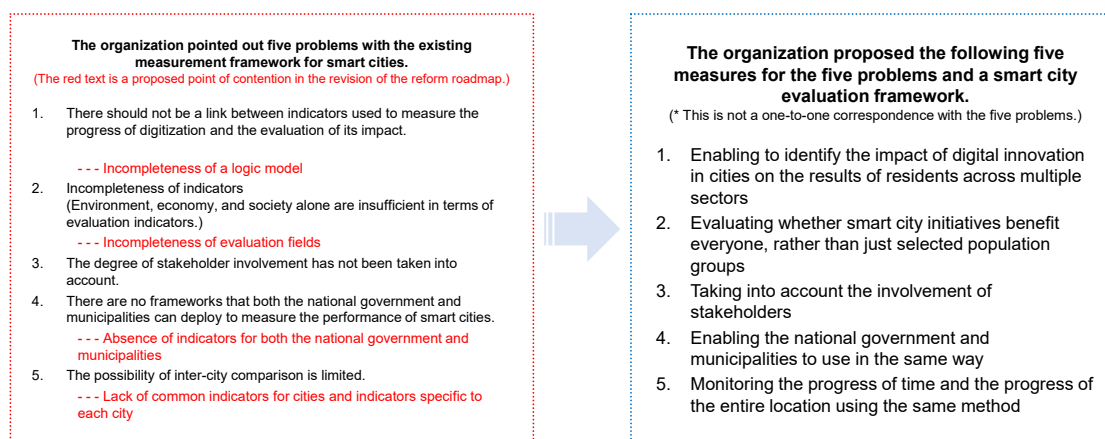 The organization pointed out five problems with the existing
measurement framework for smart cities.
(The red text is a proposed point of contention in the revision of the reform roadmap.)
1. There should not be a link between indicators used to measure the
progress of digitization and the evaluation of its impact.
- - - Incompleteness of a logic model
2. Incompleteness of indicators
(Environment, economy, and society alone are insufficient in terms of
evaluation indicators.)
- - - Incompleteness of evaluation fields
3. The degree of stakeholder involvement has not been taken into
account.
4. There are no frameworks that both the national government and
municipalities can deploy to measure the performance of smart cities.
- - - Absence of indicators for both the national government and
municipalities
5. The possibility of inter-city comparison is limited.
- - - Lack of common indicators for cities and indicators specific to
each city
The organization proposed the following five
measures for the five problems and a smart city
evaluation framework.
(* This is not a one-to-one correspondence with the five problems.)
1. Enabling to identify the impact of digital innovation
in cities on the results of residents across multiple
sectors
2. Evaluating whether smart city initiatives benefit
everyone, rather than just selected population
groups
3. Taking into account the involvement of
stakeholders
4. Enabling the national government and
municipalities to use in the same way
5. Monitoring the progress of time and the progress of
the entire location using the same method